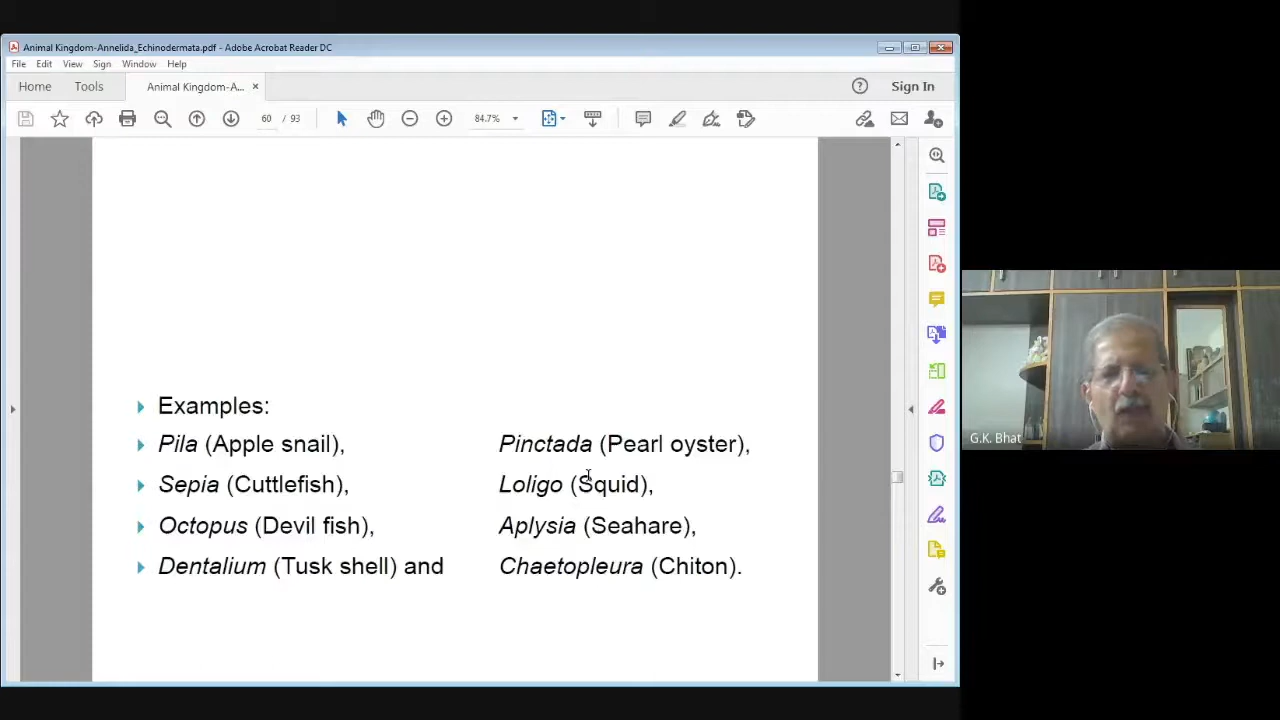 Animal Kingdom-Annelida_Echinodermata.pdf - Adobe Acrobat Reader DC
File Edit View Sign Window Help
Home Tools Animal Kingdom-A... Sign In
60 / 93 84.7%
Examples:
Pila (Apple snail), Pinctada (Pearl oyster),
Sepia (Cuttlefish), Loligo (Squid),
Octopus (Devil fish), Aplysia (Seahare),
Dentalium (Tusk shell) and Chaetopleura (Chiton).
G.K. Bhat